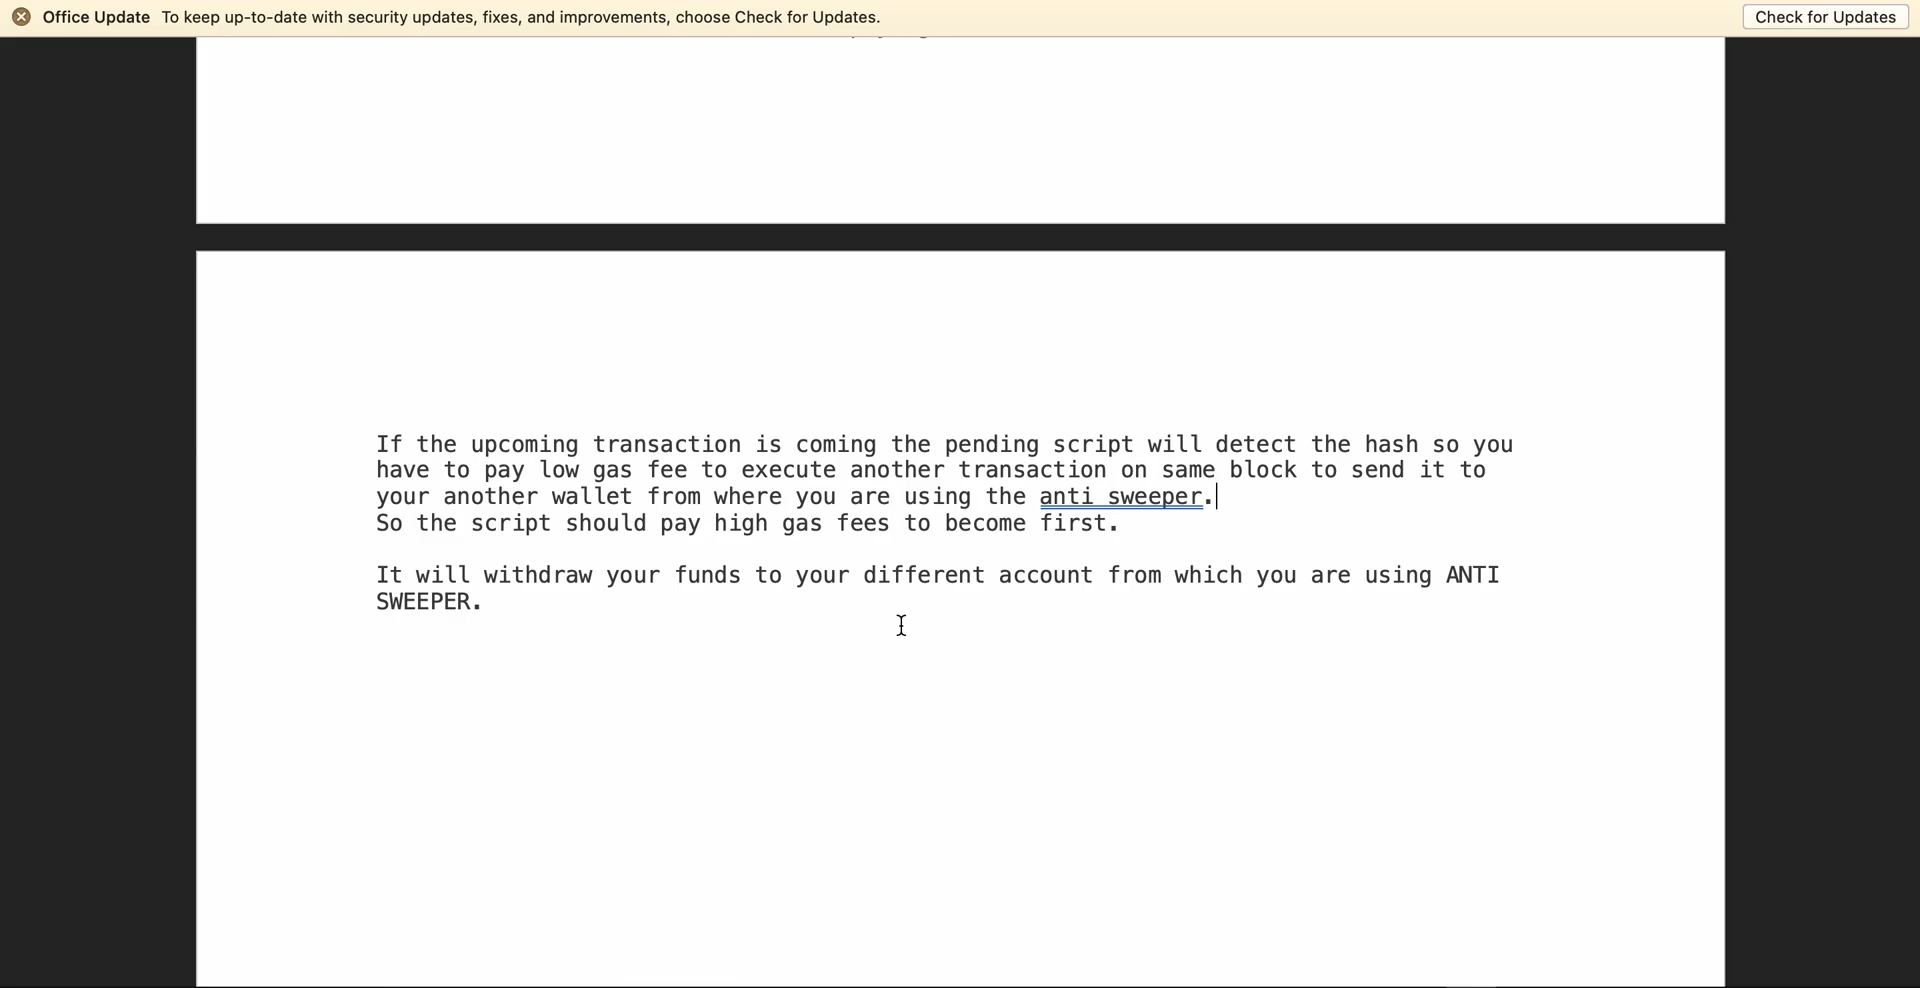 Office Update To keep up-to-date with security updates, fixes, and improvements, choose Check for Updates.
Check for Updates
If the upcoming transaction is coming the pending script will detect the hash so you
have to pay low gas fee to execute another transaction on same block to send it to
your another wallet from where you are using the anti sweeper.
So the script should pay high gas fees to become first.
It will withdraw your funds to your different account from which you are using ANTI
SWEEPER.